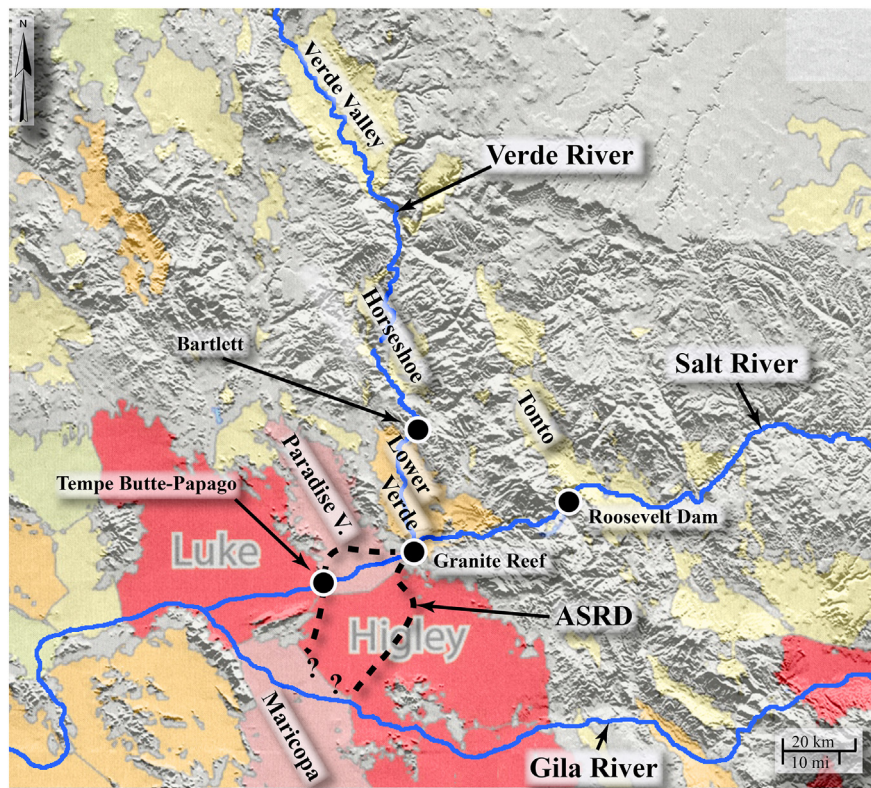 N
Verde Valley
Verde River
Horseshoe
Bartlett
Salt River
Tonto
Lower
Verde
Paradise V.
Tempe Butte-Papago
Roosevelt Dam
Luke
Granite Reef
ASRD
Higley
?
?
Maricopa
Gila River
20 km
10 mi